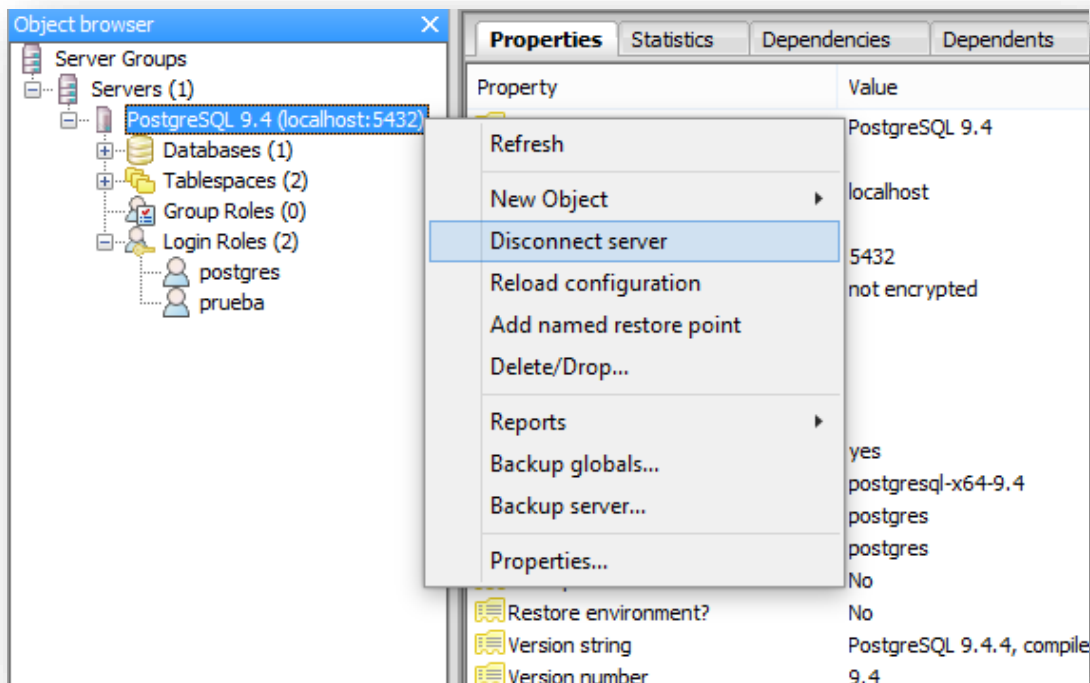 Object browser
Server Groups
Servers (1)
PostgreSQL 9.4 (localhost:5432)
Databases (1)
Tablespaces (2)
Group Roles (0)
Login Roles (2)
postgres
prueba
Refresh
New Object
Disconnect server
Reload configuration
Add named restore point
Delete/Drop...
Reports
Backup globals...
Backup server...
Properties...
Properties Statistics Dependencies Dependents
Property Value
PostgreSQL 9.4
localhost
5432
not encrypted
yes
postgresql-x64-9.4
postgres
postgres
No
Restore environment? No
Version string PostgreSQL 9.4.4, compile
Version number 9.4